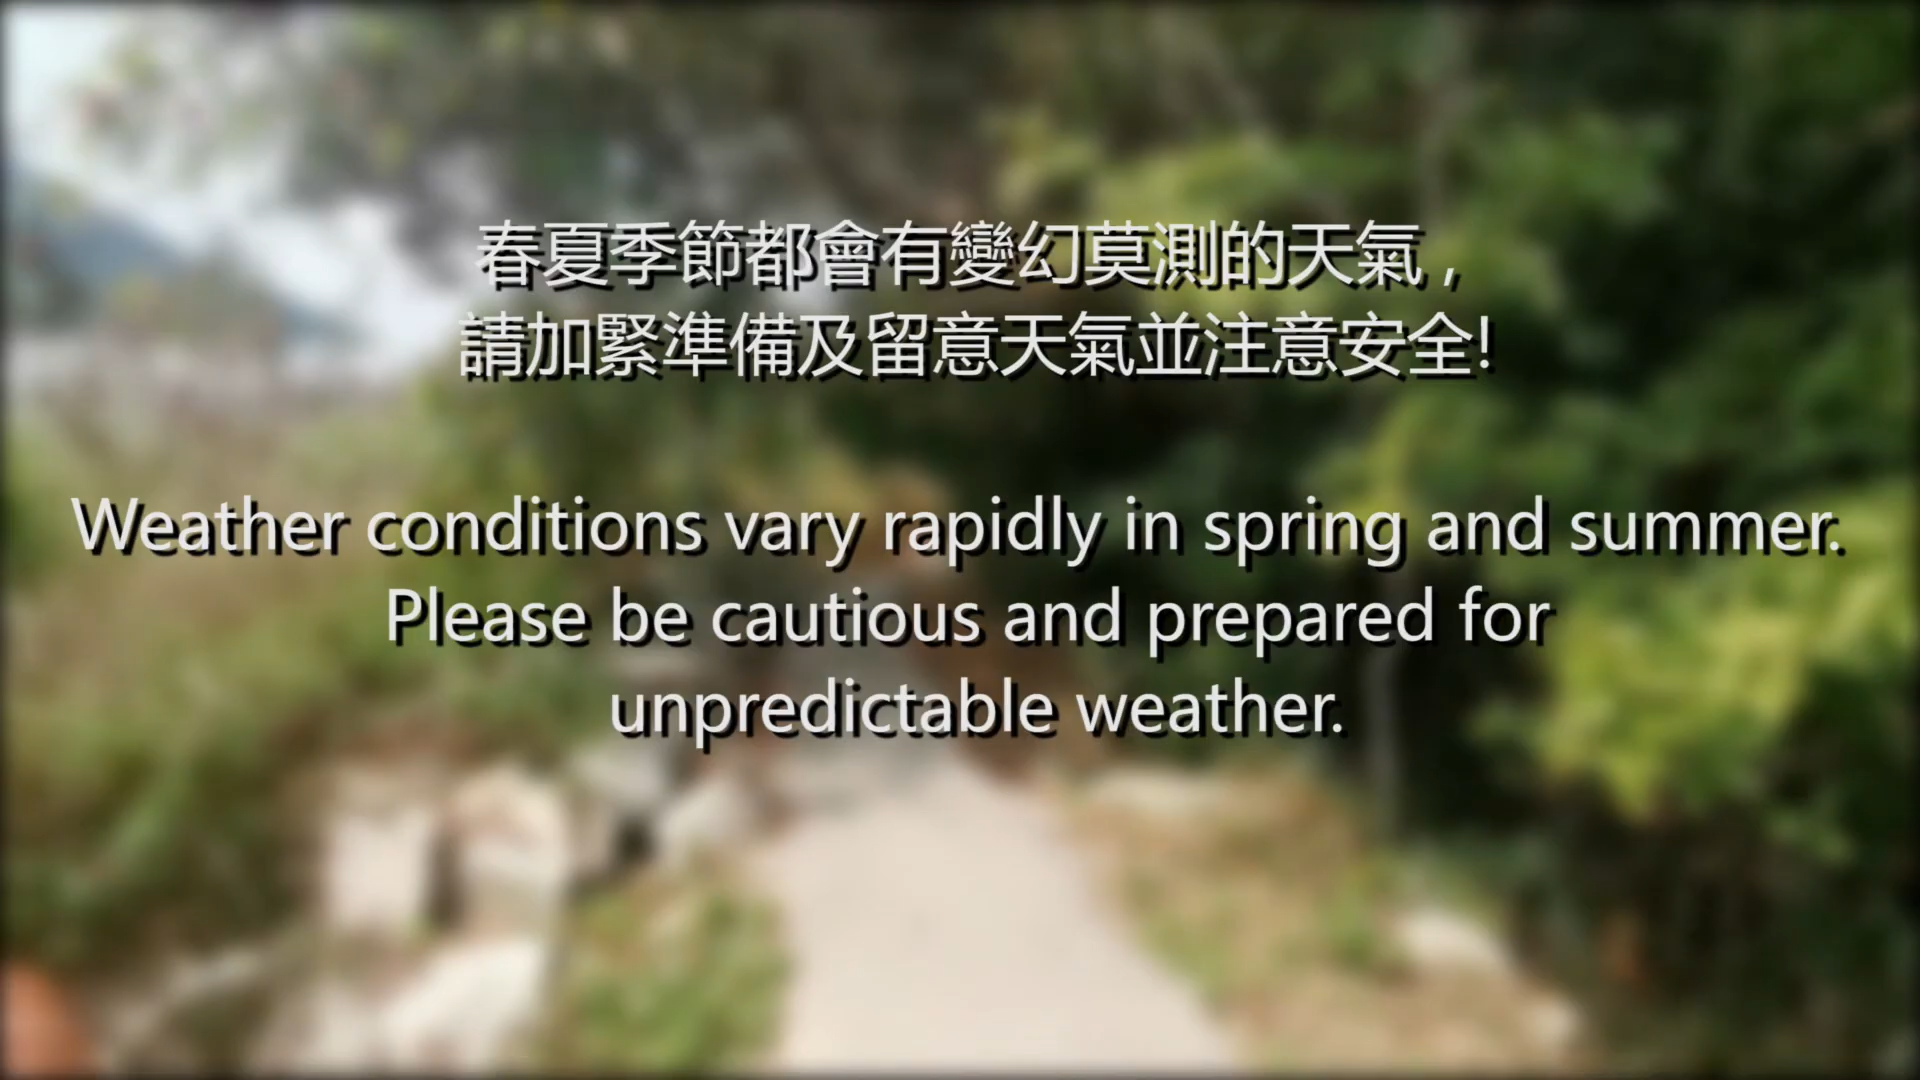 春夏季節都會有變幻莫測的天氣,
請加緊準備及留意天氣並注意安全!
Weather conditions vary rapidly in spring and summer.
Please be cautious and prepared for
unpredictable weather.